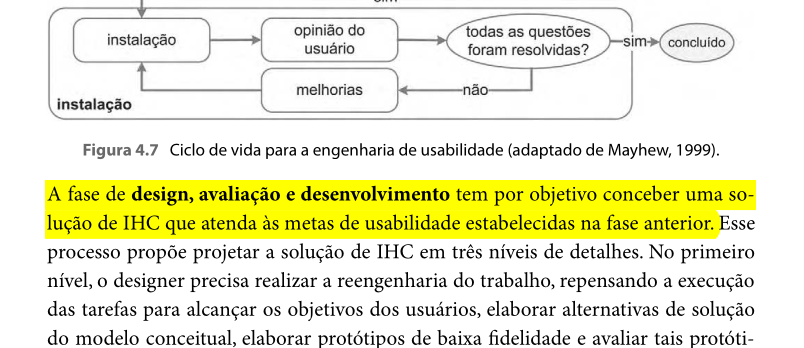 sim
instalação
opinião do
usuário
todas as questões
foram resolvidas?
sim
concluído
melhorias
não
instalação
Figura 4.7 Ciclo de vida para a engenharia de usabilidade (adaptado de Mayhew, 1999).
A fase de design, avaliação e desenvolvimento tem por objetivo conceber uma so-
lução de IHC que atenda às metas de usabilidade estabelecidas na fase anterior. Esse
processo propõe projetar a solução de IHC em três níveis de detalhes. No primeiro
nível, o designer precisa realizar a reengenharia do trabalho, repensando a execução
das tarefas para alcançar os objetivos dos usuários, elaborar alternativas de solução
do modelo conceitual, elaborar protótipos de baixa fidelidade e avaliar tais protóti-